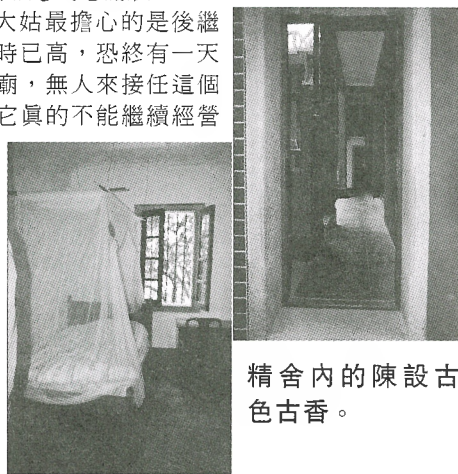 大姑最擔心的是後繼
時已高，恐終有一天
廟，無人來接任這個
它眞的不能繼續經營
精舍內的陳設古
色古香。